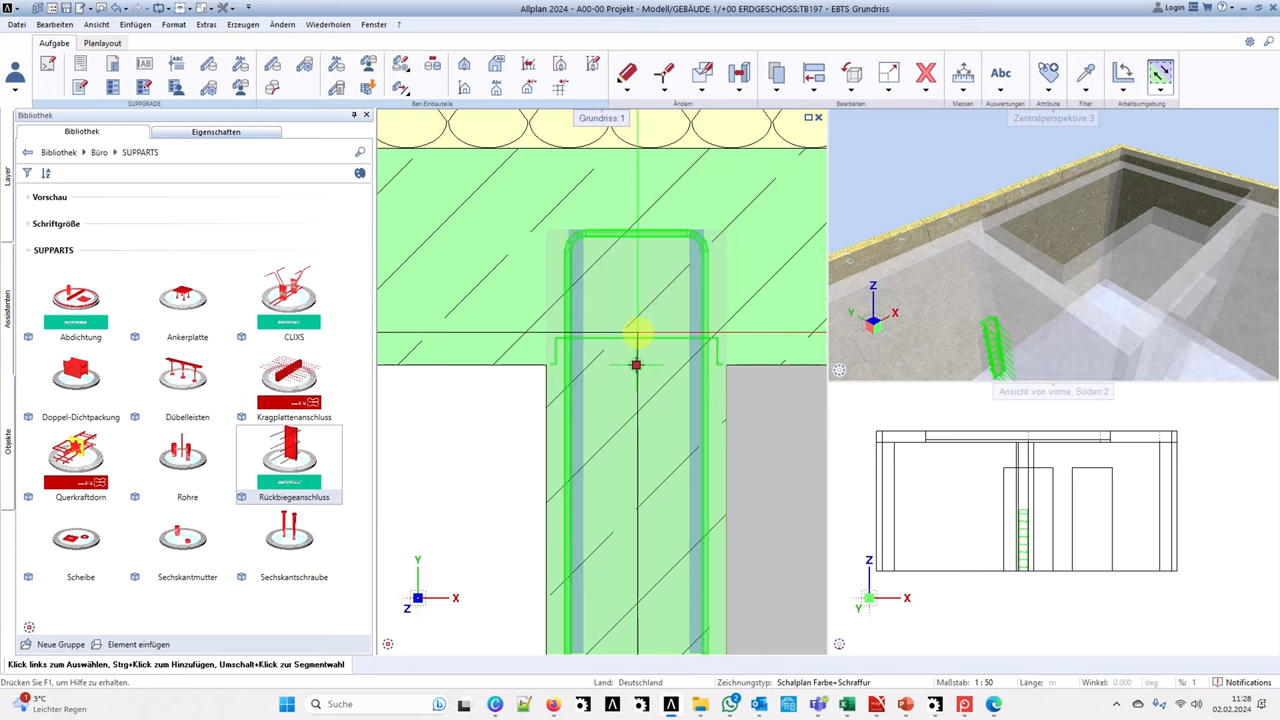 Allplan 2024 - A00-00 Projekt - Modell/GEBÄUDE 1/+00 ERDGESCHOSS:TB197 - EBTS Grundriss
Login
Datei Bearbeiten Ansicht Einfügen Format Extras Erzeugen Ändern Wiederholen Fenster ?
Aufgabe Planlayout
Abc
SUPPGRADE Ben.Einbauteile Ändern Bearbeiten Messen Auswertungen Attribute Filter Arbeitsumgebung
Bibliothek
Bibliothek Eigenschaften
Bibliothek Büro SUPPARTS
Vorschau
Schriftgröße
SUPPARTS
Abdichtung Ankerplatte CLIXS
Doppel-Dichtpackung Dübelleisten Kragplattenanschluss
Querkraftdorn Rohre Rückbiegeanschluss
Scheibe Sechskantmutter Sechskantschraube
Neue Gruppe Element einfügen
Layer
Assistenten
Objekte
Grundriss:1
Y
Z X
Zentralperspektive:3
Z
Y X
Ansicht von vorne, Süden:2
Z
Y X
Klick links zum Auswählen, Strg+Klick zum Hinzufügen, Umschalt+Klick zur Segmentwahl
Drücken Sie F1, um Hilfe zu erhalten. Land: Deutschland Zeichnungstyp: Schalplan Farbe+Schraffur Maßstab: 1 : 50 Länge: m Winkel: 0.000 deg %: 1 Notifications
3°C
Leichter Regen
Suche
11:28
02.02.2024